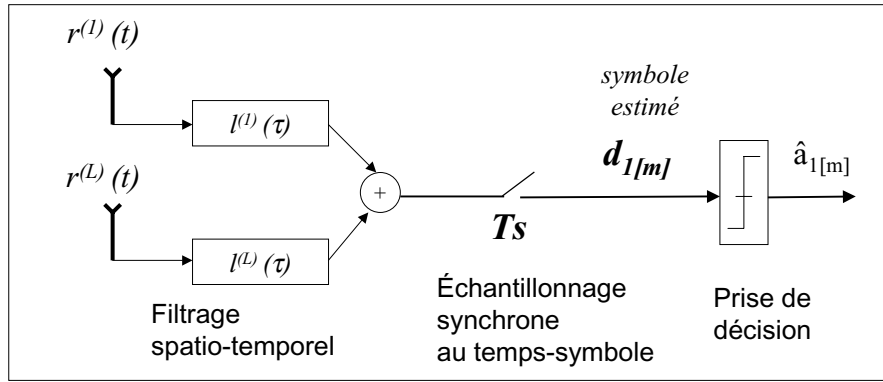 r(1) (t)
l(1) (τ)
r(L) (t)
l(L) (τ)
+
symbole
estimé
d1[m]
Ts
â1[m]
Filtrage
spatio-temporel
Échantillonnage
synchrone
au temps-symbole
Prise de
décision